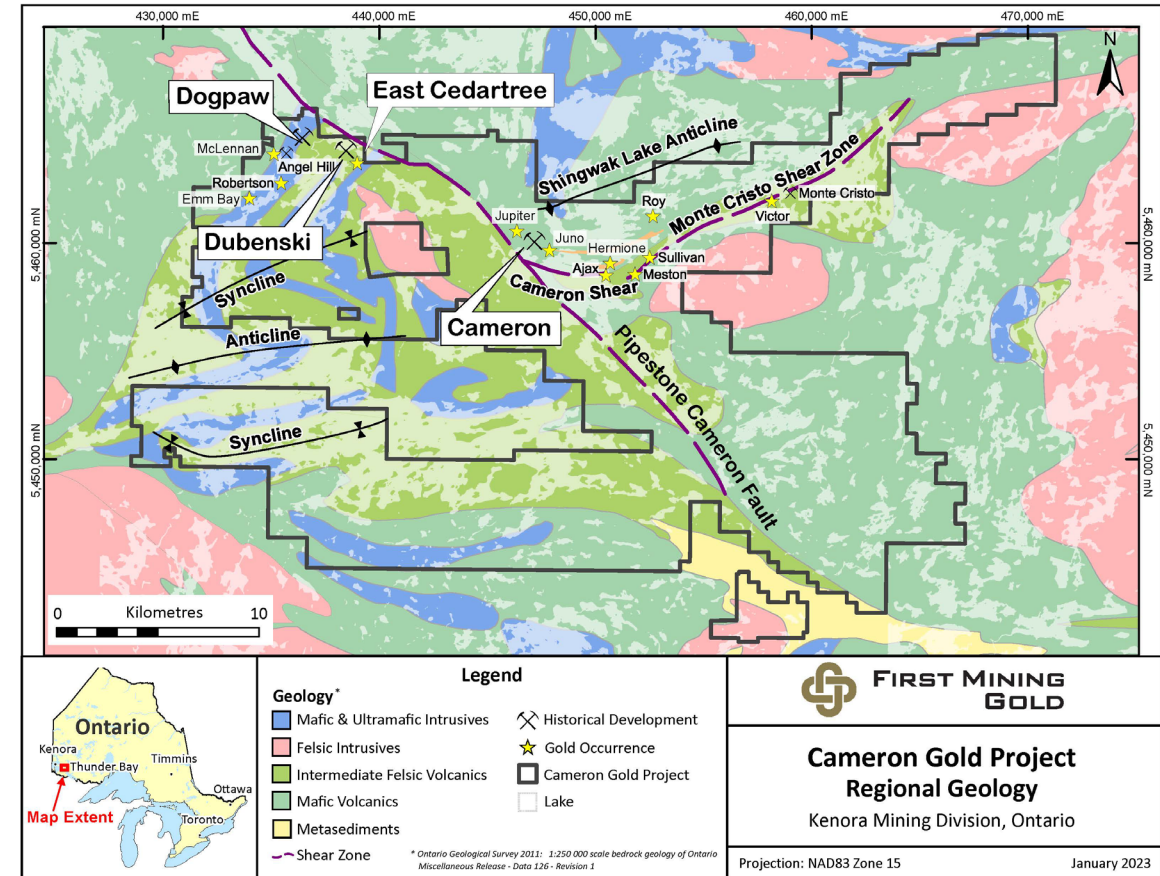 430,000 mE
440,000 mE
450,000 mE
460,000 mE
470,000 mE
N
Dogpaw
East Cedartree
McLennan
Angel Hill
Robertson
Emm Bay
Dubenski
Shingwak Lake Anticline
Monte Cristo Shear Zone
Monte Cristo
Victor
Roy
Jupiter
Juno
Hermione
Sullivan
Ajax
Meston
Cameron Shear
Cameron
5,460,000 mN
5,460,000 mN
Syncline
Anticline
Pipestone Cameron Fault
Syncline
5,450,000 mN
5,450,000 mN
0 Kilometres 10
Ontario
Kenora
Thunder Bay
Timmins
Ottawa
Toronto
Map Extent
Legend
Geology*
Mafic & Ultramafic Intrusives
Felsic Intrusives
Intermediate Felsic Volcanics
Mafic Volcanics
Metasediments
Shear Zone
Historical Development
Gold Occurrence
Cameron Gold Project
Lake
* Ontario Geological Survey 2011: 1:250 000 scale bedrock geology of Ontario
Miscellaneous Release - Data 126 - Revision 1
FIRST MINING
GOLD
Cameron Gold Project
Regional Geology
Kenora Mining Division, Ontario
Projection: NAD83 Zone 15
January 2023